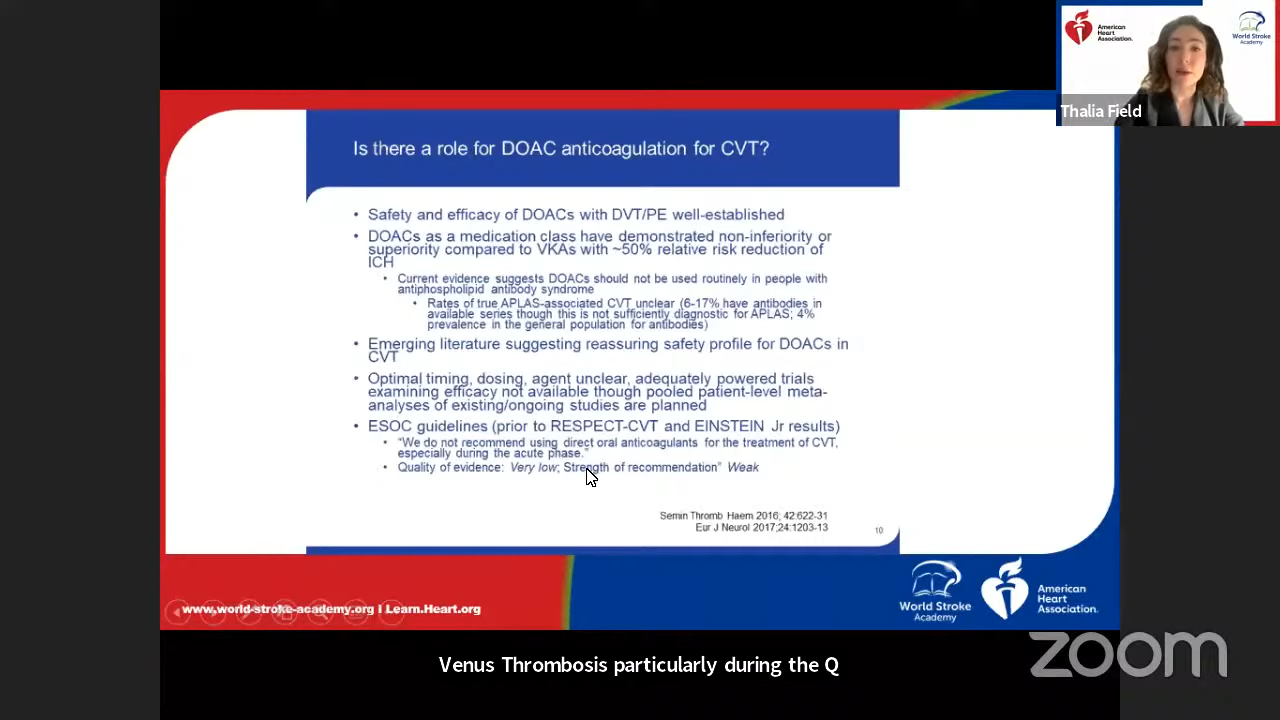 American
Heart
Association.
World Stroke
Academy
Thalia Field
Is there a role for DOAC anticoagulation for CVT?
• Safety and efficacy of DOACs with DVT/PE well-established
• DOACs as a medication class have demonstrated non-inferiority or
superiority compared to VKAs with ~50% relative risk reduction of
ICH
• Current evidence suggests DOACs should not be used routinely in people with
antiphospholipid antibody syndrome
• Rates of true APLAS-associated CVT unclear (6-17% have antibodies in
available series though this is not sufficiently diagnostic for APLAS; 4%
prevalence in the general population for antibodies)
• Emerging literature suggesting reassuring safety profile for DOACs in
CVT
• Optimal timing, dosing, agent unclear, adequately powered trials
examining efficacy not available though pooled patient-level meta-
analyses of existing/ongoing studies are planned
• ESOC guidelines (prior to RESPECT-CVT and EINSTEIN Jr results)
• "We do not recommend using direct oral anticoagulants for the treatment of CVT,
especially during the acute phase."
• Quality of evidence: Very low; Strength of recommendation" Weak
Semin Thromb Haem 2016; 42:622-31
Eur J Neurol 2017;24:1203-13
10
www.world-stroke-academy.org I Learn.Heart.org
World Stroke
Academy
American
Heart
Association.
Venus Thrombosis particularly during the Q
zoom